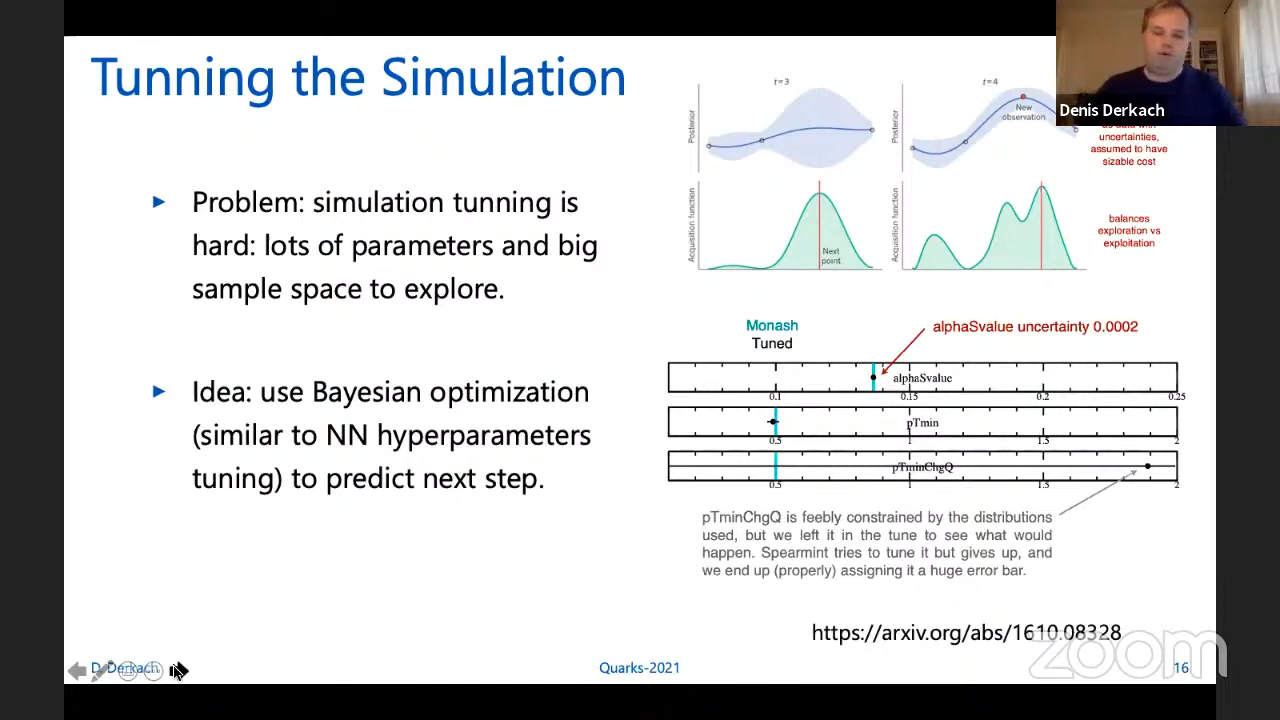 Tunning the Simulation
Denis Derkach
► Problem: simulation tunning is
hard: lots of parameters and big
sample space to explore.
► Idea: use Bayesian optimization
(similar to NN hyperparameters
tuning) to predict next step.
t=3
Posterior
Acquisition function
Next
point
t=4
Posterior
New
observation
Acquisition function
uncertainties,
assumed to have
sizable cost
balances
exploration vs
exploitation
Monash
Tuned
alphaSvalue uncertainty 0.0002
alphaSvalue
0.1 0.15 0.2 0.25
pTmin
0.5 1 1.5 2
pTminChgQ
0.5 1 1.5 2
pTminChgQ is feebly constrained by the distributions
used, but we left it in the tune to see what would
happen. Spearmint tries to tune it but gives up, and
we end up (properly) assigning it a huge error bar.
https://arxiv.org/abs/1610.08328
zoom
D. Derkach
Quarks-2021
16